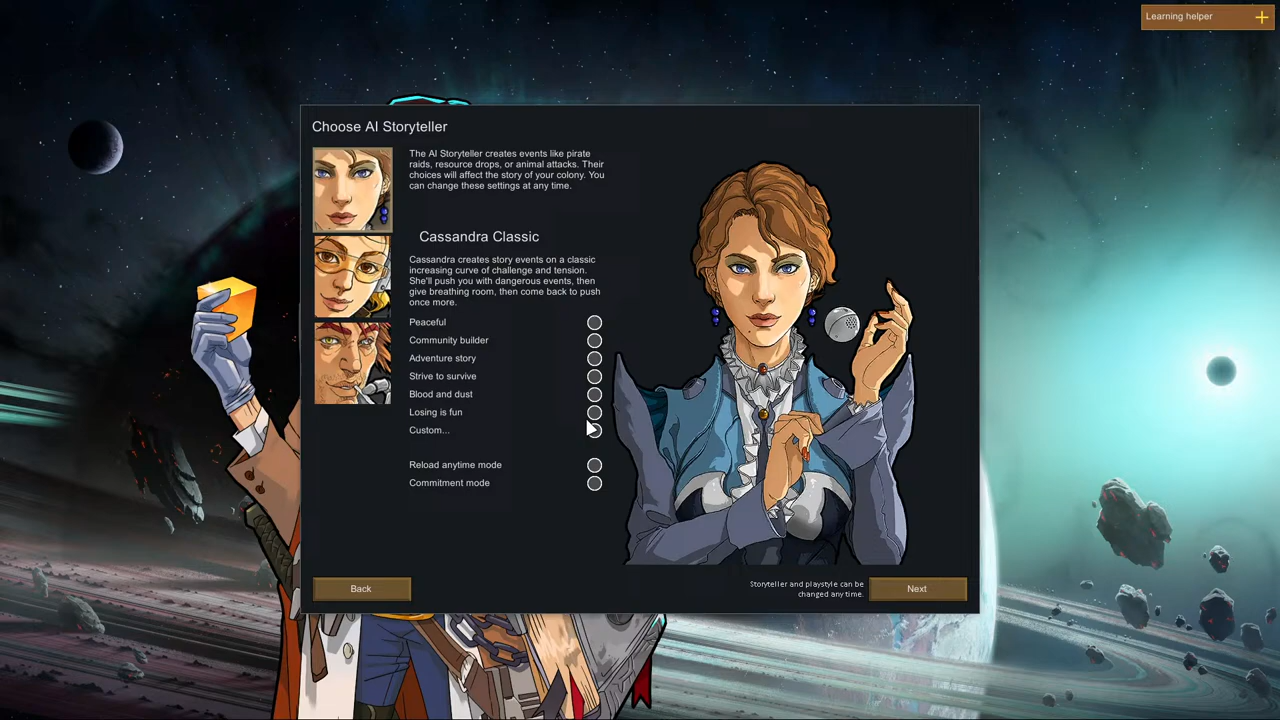 Learning helper
Choose AI Storyteller
The AI Storyteller creates events like pirate
raids, resource drops, or animal attacks. Their
choices will affect the story of your colony. You
can change these settings at any time.
Cassandra Classic
Cassandra creates story events on a classic
increasing curve of challenge and tension.
She'll push you with dangerous events, then
give breathing room, then come back to push
once more.
Peaceful
Community builder
Adventure story
Strive to survive
Blood and dust
Losing is fun
Custom...
Reload anytime mode
Commitment mode
Back
Storyteller and playstyle can be
changed any time.
Next